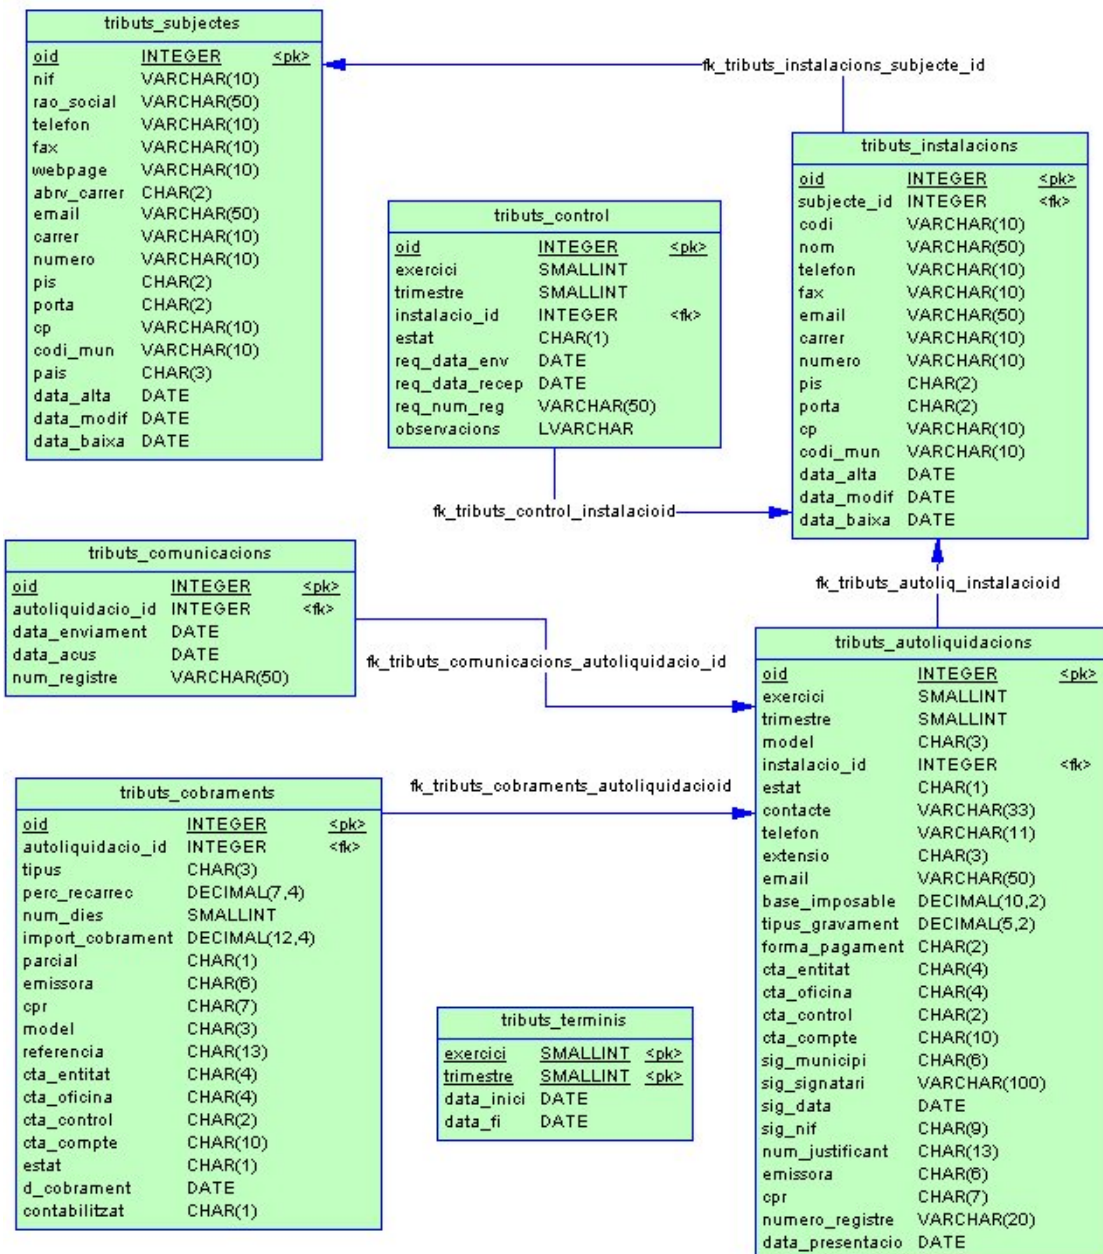 tributs_subjectes
oid INTEGER <pk>
nif VARCHAR(10)
rao_social VARCHAR(50)
telefon VARCHAR(10)
fax VARCHAR(10)
webpage VARCHAR(10)
abrv_carrer CHAR(2)
email VARCHAR(50)
carrer VARCHAR(10)
numero VARCHAR(10)
pis CHAR(2)
porta CHAR(2)
cp VARCHAR(10)
codi_mun VARCHAR(10)
pais CHAR(3)
data_alta DATE
data_modif DATE
data_baixa DATE
fk_tributs_instalacions_subjecte_id
tributs_instalacions
oid INTEGER <pk>
subjecte_id INTEGER <fk>
codi VARCHAR(10)
nom VARCHAR(50)
telefon VARCHAR(10)
fax VARCHAR(10)
email VARCHAR(50)
carrer VARCHAR(10)
numero VARCHAR(10)
pis CHAR(2)
porta CHAR(2)
cp VARCHAR(10)
codi_mun VARCHAR(10)
data_alta DATE
data_modif DATE
data_baixa DATE
tributs_control
oid INTEGER <pk>
exercici SMALLINT
trimestre SMALLINT
instalacio_id INTEGER <fk>
estat CHAR(1)
req_data_env DATE
req_data_recep DATE
req_num_reg VARCHAR(50)
observacions LVARCHAR
fk_tributs_control_instalacioid
tributs_comunicacions
oid INTEGER <pk>
autoliquidacio_id INTEGER <fk>
data_enviament DATE
data_acus DATE
num_registre VARCHAR(50)
fk_tributs_comunicacions_autoliquidacio_id
fk_tributs_autoliq_instalacioid
tributs_autoliquidacions
oid INTEGER <pk>
exercici SMALLINT
trimestre SMALLINT
model CHAR(3)
instalacio_id INTEGER <fk>
estat CHAR(1)
contacte VARCHAR(33)
telefon VARCHAR(11)
extensio CHAR(3)
email VARCHAR(50)
base_imposable DECIMAL(10,2)
tipus_gravament DECIMAL(5,2)
forma_pagament CHAR(2)
cta_entitat CHAR(4)
cta_oficina CHAR(4)
cta_control CHAR(2)
cta_compte CHAR(10)
sig_municipi CHAR(6)
sig_signatari VARCHAR(100)
sig_data DATE
sig_nif CHAR(9)
num_justificant CHAR(13)
emissora CHAR(6)
cpr CHAR(7)
numero_registre VARCHAR(20)
data_presentacio DATE
fk_tributs_cobraments_autoliquidacioid
tributs_cobraments
oid INTEGER <pk>
autoliquidacio_id INTEGER <fk>
tipus CHAR(3)
perc_recarrec DECIMAL(7,4)
num_dies SMALLINT
import_cobrament DECIMAL(12,4)
parcial CHAR(1)
emissora CHAR(6)
cpr CHAR(7)
model CHAR(3)
referencia CHAR(13)
cta_entitat CHAR(4)
cta_oficina CHAR(4)
cta_control CHAR(2)
cta_compte CHAR(10)
estat CHAR(1)
d_cobrament DATE
contabilitzat CHAR(1)
tributs_terminis
exercici SMALLINT <pk>
trimestre SMALLINT <pk>
data_inici DATE
data_fi DATE